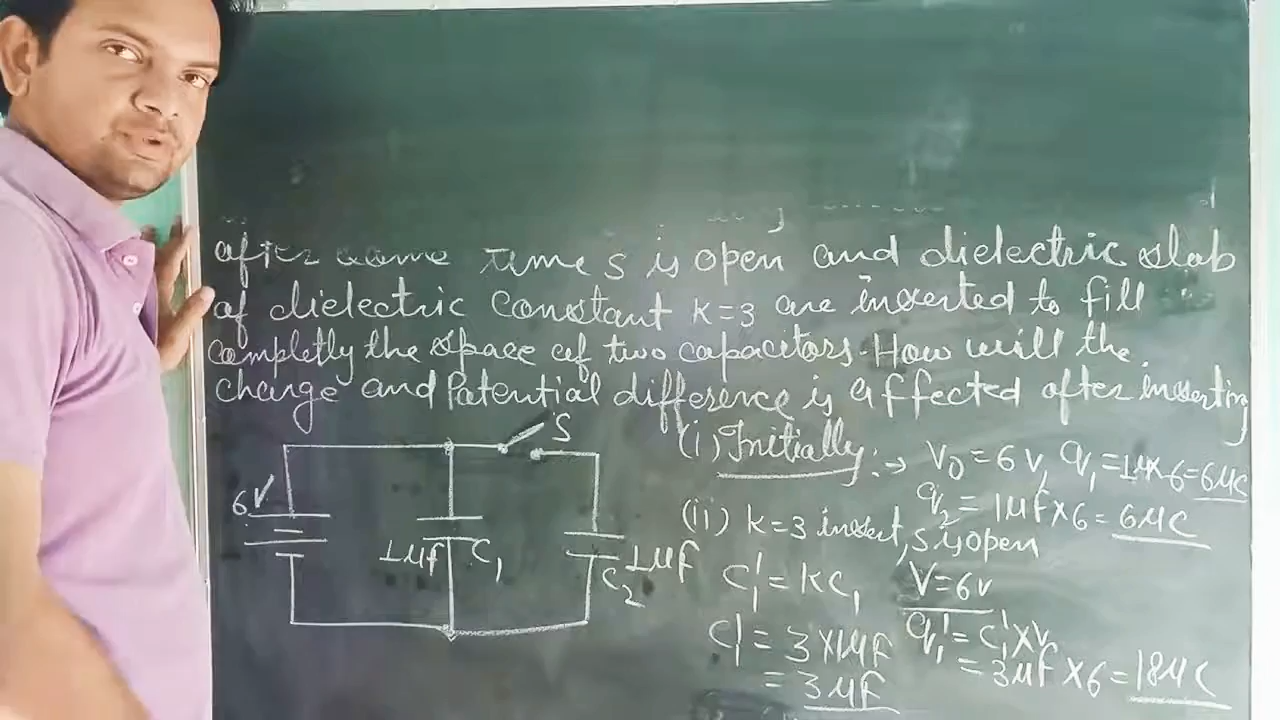 after some time S is open and dielectric slab
of dielectric constant K=3 are inserted to fill
completly the space of two capacitors. How will the
charge and Potential difference is affected after inserting
S
6V
1μF C₁
1μF
C₂
(i) Initially:→ V₀ = 6V, q₁ = 1μ×6 = 6μC
q₂ = 1μF×6 = 6μC
(ii) K=3 insert, S is open
C₁' = KC₁
V=6V
C₁' = 3×1μF
q₁' = C₁'×V
= 3μF
= 3μF×6 = 18μC